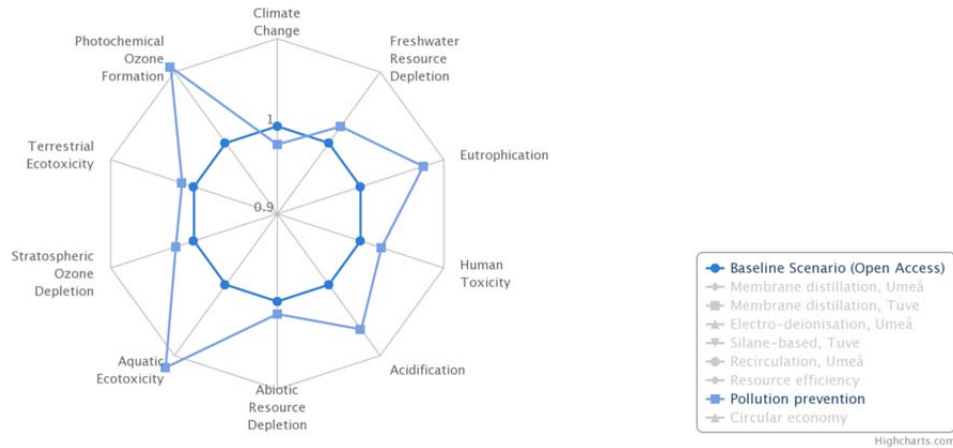 Climate
Change
Photochemical
Ozone
Formation
Freshwater
Resource
Depletion
1
Terrestrial
Ecotoxicity
Eutrophication
0.9
Stratospheric
Ozone
Depletion
Human
Toxicity
Aquatic
Ecotoxicity
Abiotic
Resource
Depletion
Acidification
Baseline Scenario (Open Access)
Membrane distillation, Umeå
Membrane distillation, Tuve
Electro-deionisation, Umeå
Silane-based, Tuve
Recirculation, Umeå
Resource efficiency
Pollution prevention
Circular economy
Highcharts.com